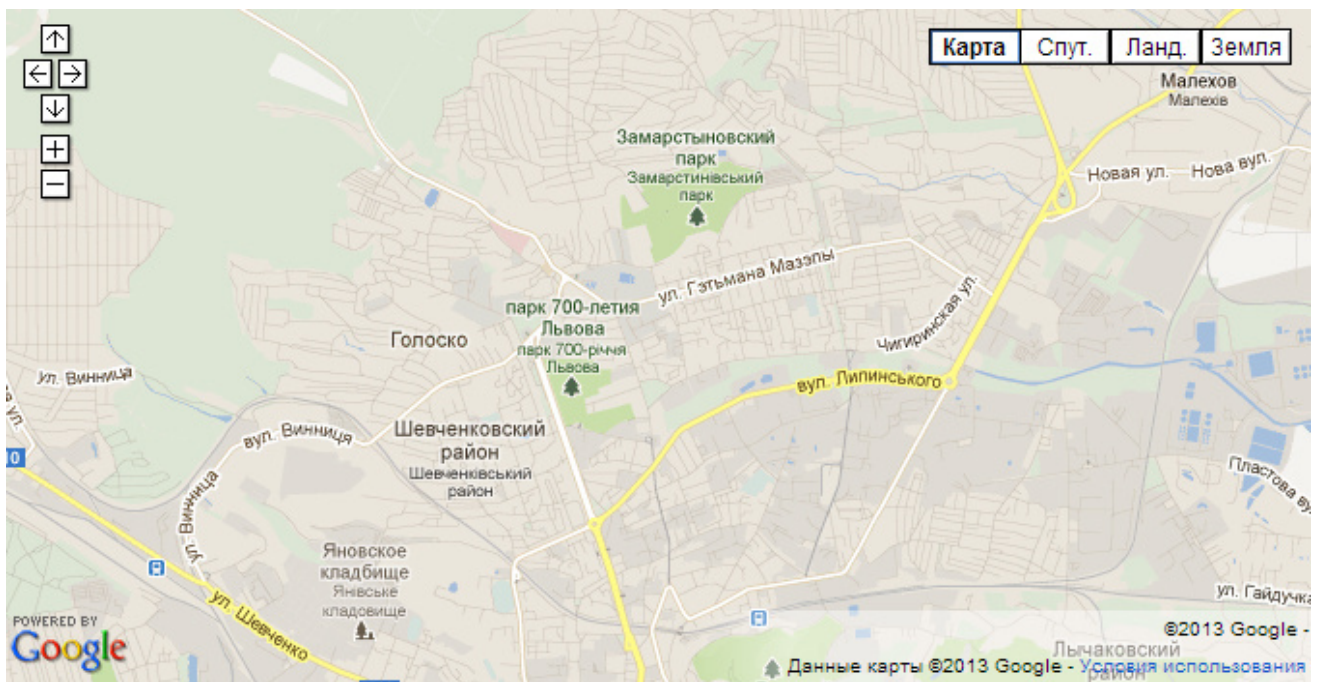 Карта
Спут.
Ланд.
Земля
Малехов
Малехів
Замарстыновский
парк
Замарстинівський
парк
Новая ул.
Нова вул.
ул. Гэтьмана Мазэпы
Чигиринская ул.
парк 700-летия
Львова
парк 700-річчя
Львова
Голоско
ул. Винница
вул. Липинського
вул. Винниця
Шевченковский
район
Шевченківський
район
10
ул. Винница
Пластова ву
Яновское
кладбище
Янівське
кладовище
ул. Шевченко
ул. Гайдучка
POWERED BY
Google
©2013 Google -
Лычаковский
район
Данные карты ©2013 Google - Условия использования